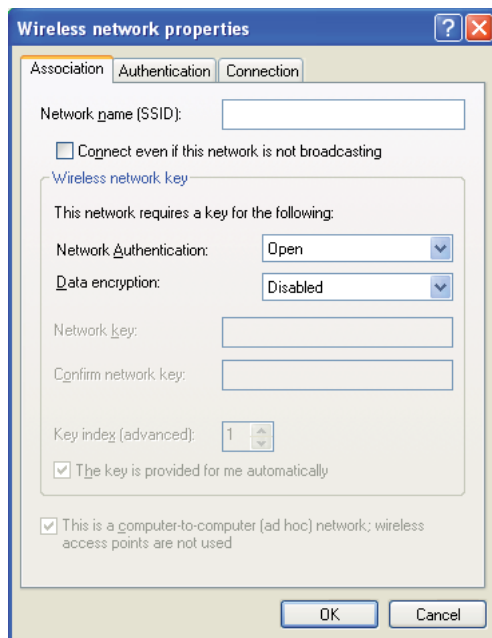 Wireless network properties
Association Authentication Connection
Network name (SSID):
Connect even if this network is not broadcasting
Wireless network key
This network requires a key for the following:
Network Authentication: Open
Data encryption: Disabled
Network key:
Confirm network key:
Key index (advanced): 1
The key is provided for me automatically
This is a computer-to-computer (ad hoc) network; wireless
access points are not used
OK Cancel